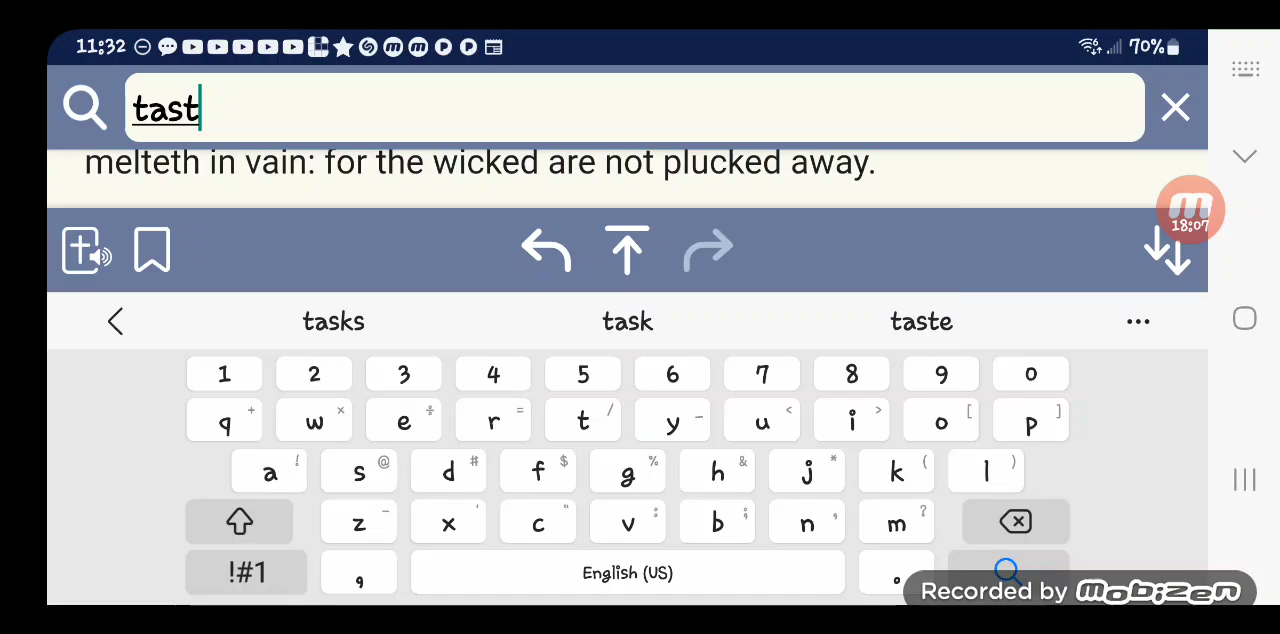 11:32 70%
tast
melteth in vain: for the wicked are not plucked away.
18:07
tasks task taste ...
1 2 3 4 5 6 7 8 9 0
q + w × e ÷ r = t / y - u < i > o [ p ]
a ! s @ d # f $ g % h & j * k ( l )
z - x ' c " v : b ; n , m ?
!#1 , English (US) .
Recorded by mobizen